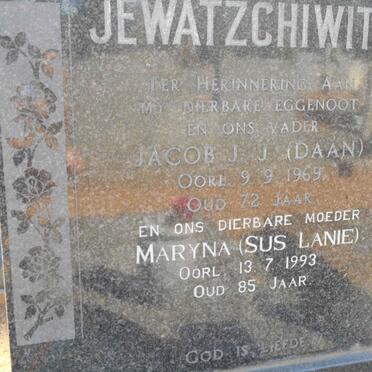 JEWATZCHIWIT
TER HERINNERING AAN
MY DIERBARE EGGENOOT
EN ONS VADER
JACOB J. J. (DAAN)
OORL. 9. 9. 1969.
OUD 72 JAAR
EN ONS DIERBARE MOEDER
MARYNA (SUS LANIE)
OORL. 13. 7. 1993
OUD 85 JAAR
GOD IS LIEFDE